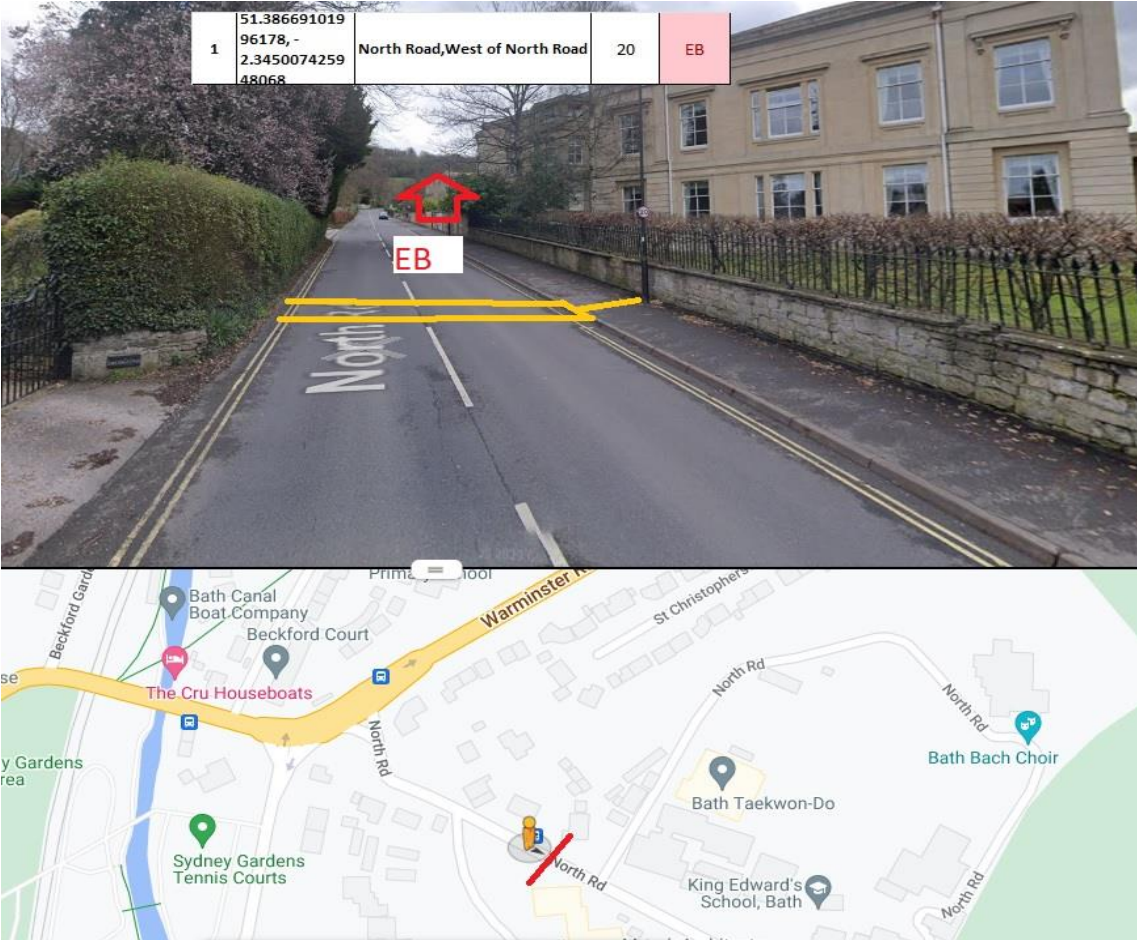 1
51.386691019
96178, -
2.3450074259
48068
North Road,West of North Road
20
EB
EB
North R
Primary School
Warminster R
St Christophers
Beckford Garde
Bath Canal
Boat Company
Beckford Court
The Cru Houseboats
se
North Rd
North Rd
North Rd
Bath Bach Choir
y Gardens
rea
Bath Taekwon-Do
Sydney Gardens
Tennis Courts
North Rd
King Edward's
School, Bath
North Rd